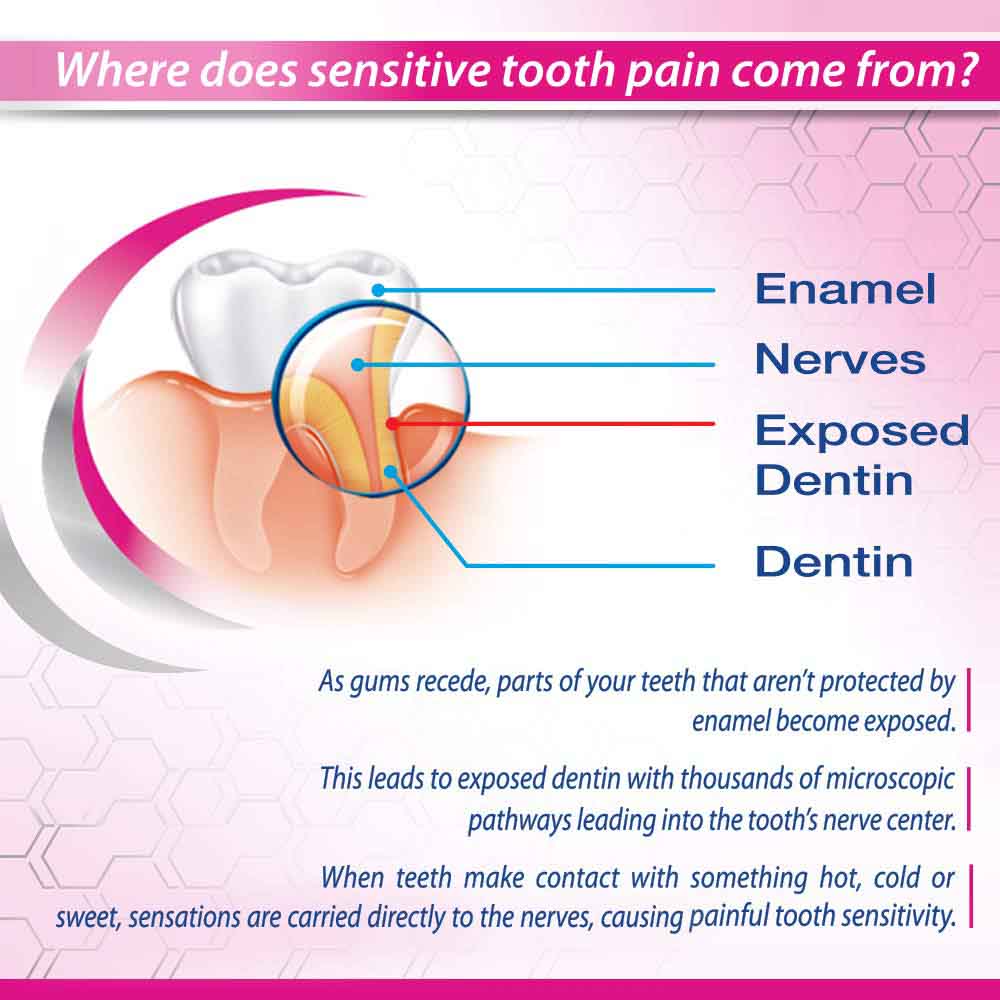 Where does sensitive tooth pain come from?
Enamel
Nerves
Exposed
Dentin
Dentin
As gums recede, parts of your teeth that aren’t protected by
enamel become exposed.
This leads to exposed dentin with thousands of microscopic
pathways leading into the tooth’s nerve center.
When teeth make contact with something hot, cold or
sweet, sensations are carried directly to the nerves, causing painful tooth sensitivity.